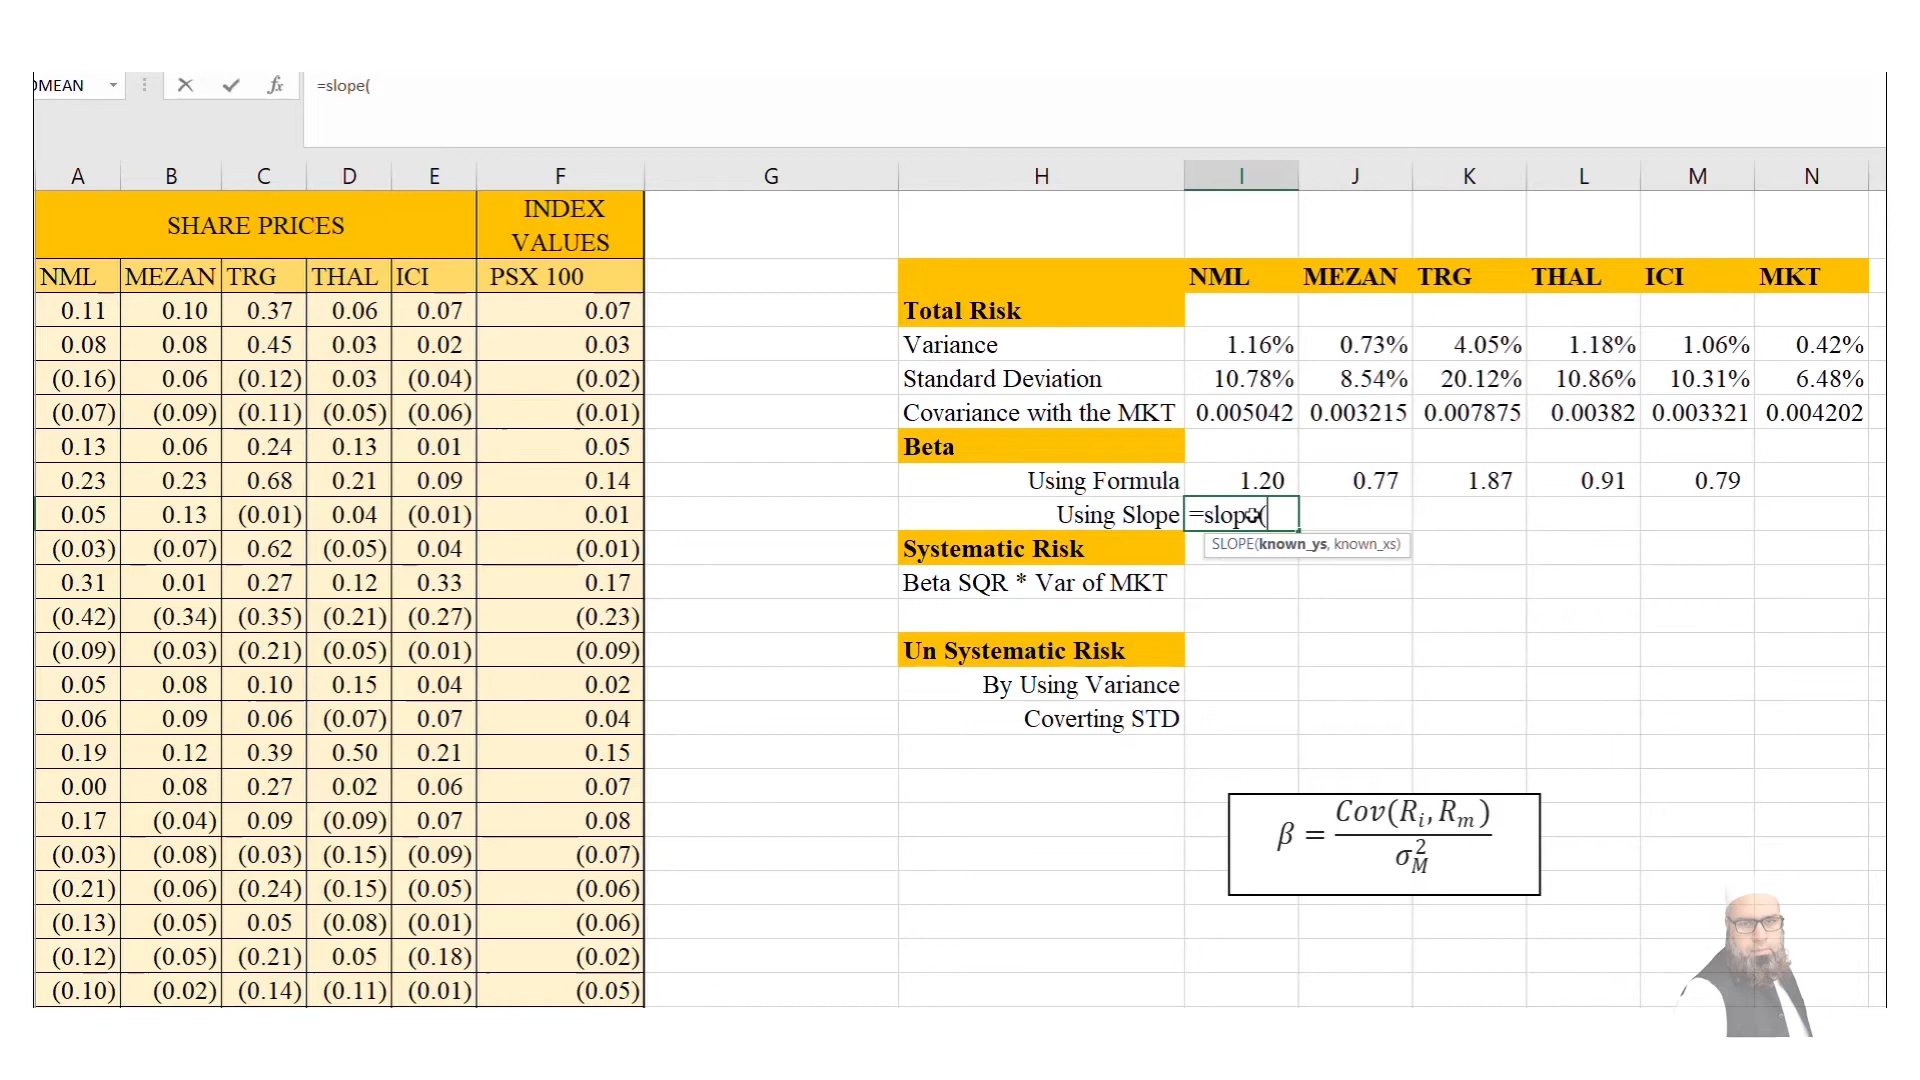 MEAN fx =slope(
A B C D E F G H I J K L M N
SHARE PRICES INDEX
VALUES
NML MEZAN TRG THAL ICI PSX 100 NML MEZAN TRG THAL ICI MKT
0.11 0.10 0.37 0.06 0.07 0.07 Total Risk
0.08 0.08 0.45 0.03 0.02 0.03 Variance 1.16% 0.73% 4.05% 1.18% 1.06% 0.42%
(0.16) 0.06 (0.12) 0.03 (0.04) (0.02) Standard Deviation 10.78% 8.54% 20.12% 10.86% 10.31% 6.48%
(0.07) (0.09) (0.11) (0.05) (0.06) (0.01) Covariance with the MKT 0.005042 0.003215 0.007875 0.00382 0.003321 0.004202
0.13 0.06 0.24 0.13 0.01 0.05 Beta
0.23 0.23 0.68 0.21 0.09 0.14 Using Formula 1.20 0.77 1.87 0.91 0.79
0.05 0.13 (0.01) 0.04 (0.01) 0.01 Using Slope =slope(
SLOPE(known_ys, known_xs)
(0.03) (0.07) 0.62 (0.05) 0.04 (0.01) Systematic Risk
0.31 0.01 0.27 0.12 0.33 0.17 Beta SQR * Var of MKT
(0.42) (0.34) (0.35) (0.21) (0.27) (0.23)
(0.09) (0.03) (0.21) (0.05) (0.01) (0.09) Un Systematic Risk
0.05 0.08 0.10 0.15 0.04 0.02 By Using Variance
0.06 0.09 0.06 (0.07) 0.07 0.04 Coverting STD
0.19 0.12 0.39 0.50 0.21 0.15
0.00 0.08 0.27 0.02 0.06 0.07
0.17 (0.04) 0.09 (0.09) 0.07 0.08
(0.03) (0.08) (0.03) (0.15) (0.09) (0.07)
(0.21) (0.06) (0.24) (0.15) (0.05) (0.06)
(0.13) (0.05) 0.05 (0.08) (0.01) (0.06)
(0.12) (0.05) (0.21) 0.05 (0.18) (0.02)
(0.10) (0.02) (0.14) (0.11) (0.01) (0.05)
β = Cov(Rᵢ, Rₘ) / σ²_M